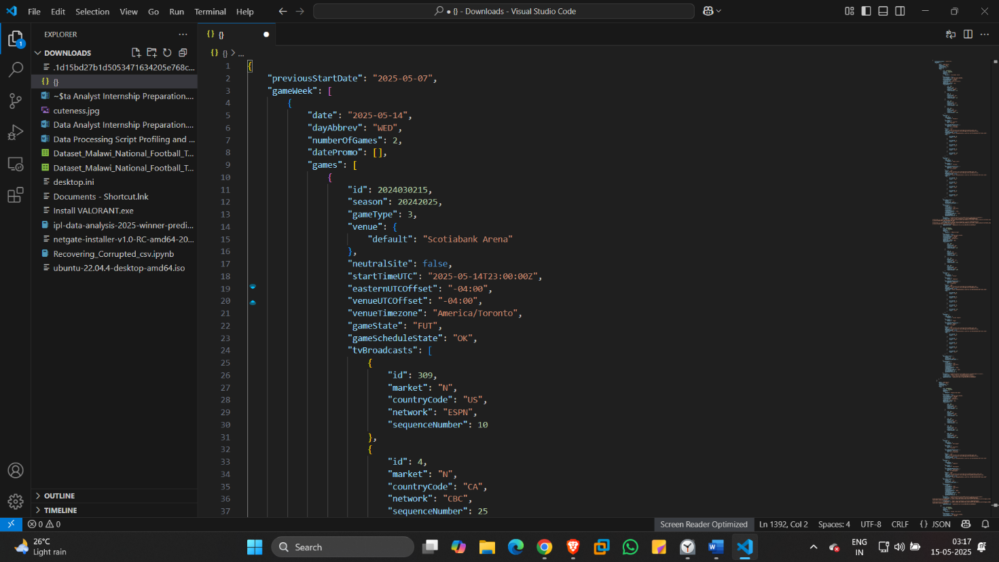 File Edit Selection View Go Run Terminal Help
● {} - Downloads - Visual Studio Code
EXPLORER
1
DOWNLOADS
.1d15bd27b1d5053471634205e768c...
{}
~$ta Analyst Internship Preparation....
cuteness.jpg
Data Analyst Internship Preparation....
Data Processing Script Profiling and ...
Dataset_Malawi_National_Football_T...
Dataset_Malawi_National_Football_T...
desktop.ini
Documents - Shortcut.lnk
Install VALORANT.exe
ipl-data-analysis-2025-winner-predi...
netgate-installer-v1.0-RC-amd64-20...
Recovering_Corrupted_csv.ipynb
ubuntu-22.04.4-desktop-amd64.iso
OUTLINE
TIMELINE
{} {} ●
{} {} > ...
1 {
2 "previousStartDate": "2025-05-07",
3 "gameWeek": [
4 {
5 "date": "2025-05-14",
6 "dayAbbrev": "WED",
7 "numberOfGames": 2,
8 "datePromo": [],
9 "games": [
10 {
11 "id": 2024030215,
12 "season": 20242025,
13 "gameType": 3,
14 "venue": {
15 "default": "Scotiabank Arena"
16 },
17 "neutralSite": false,
18 "startTimeUTC": "2025-05-14T23:00:00Z",
19 "easternUTCOffset": "-04:00",
20 "venueUTCOffset": "-04:00",
21 "venueTimezone": "America/Toronto",
22 "gameState": "FUT",
23 "gameScheduleState": "OK",
24 "tvBroadcasts": [
25 {
26 "id": 309,
27 "market": "N",
28 "countryCode": "US",
29 "network": "ESPN",
30 "sequenceNumber": 10
31 },
32 {
33 "id": 4,
34 "market": "N",
35 "countryCode": "CA",
36 "network": "CBC",
37 "sequenceNumber": 25
0 0
Screen Reader Optimized Ln 1392, Col 2 Spaces: 4 UTF-8 CRLF {} JSON
26°C
Light rain
Search
ENG
IN
03:17
15-05-2025